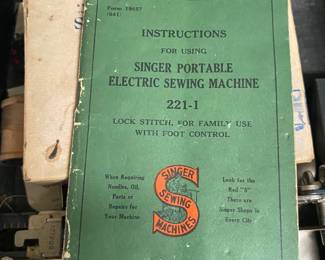 Form 19657
(641)
INSTRUCTIONS
FOR USING
SINGER PORTABLE
ELECTRIC SEWING MACHINE
221-1
LOCK STITCH, FOR FAMILY USE
WITH FOOT CONTROL
When Requiring
Needles, Oil,
Parts or
Repairs for
Your Machine
SINGER
SEWING
MACHINES
Look for the
Red "S"
There are
Singer Shops in
Every City